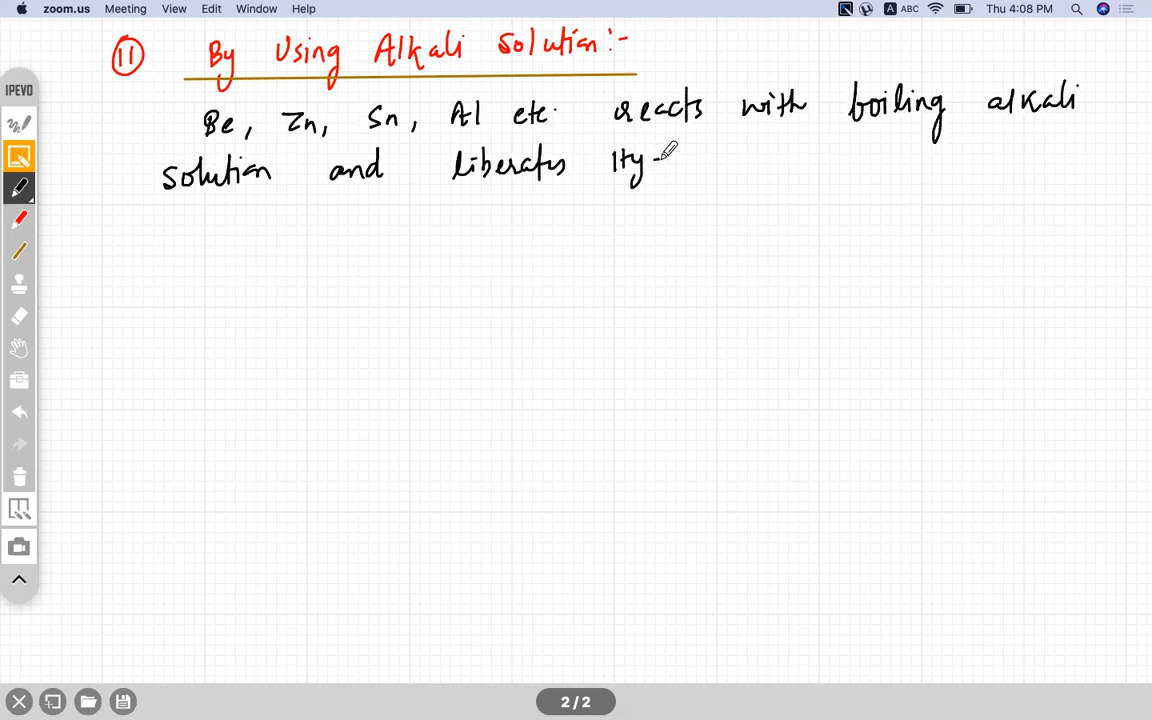 zoom.us Meeting View Edit Window Help A ABC Thu 4:08 PM
11 By Using Alkali Solution:-
IPEVO
Be, Zn, Sn, Al etc. reacts with boiling alkali
solution and liberates Hy
2/2